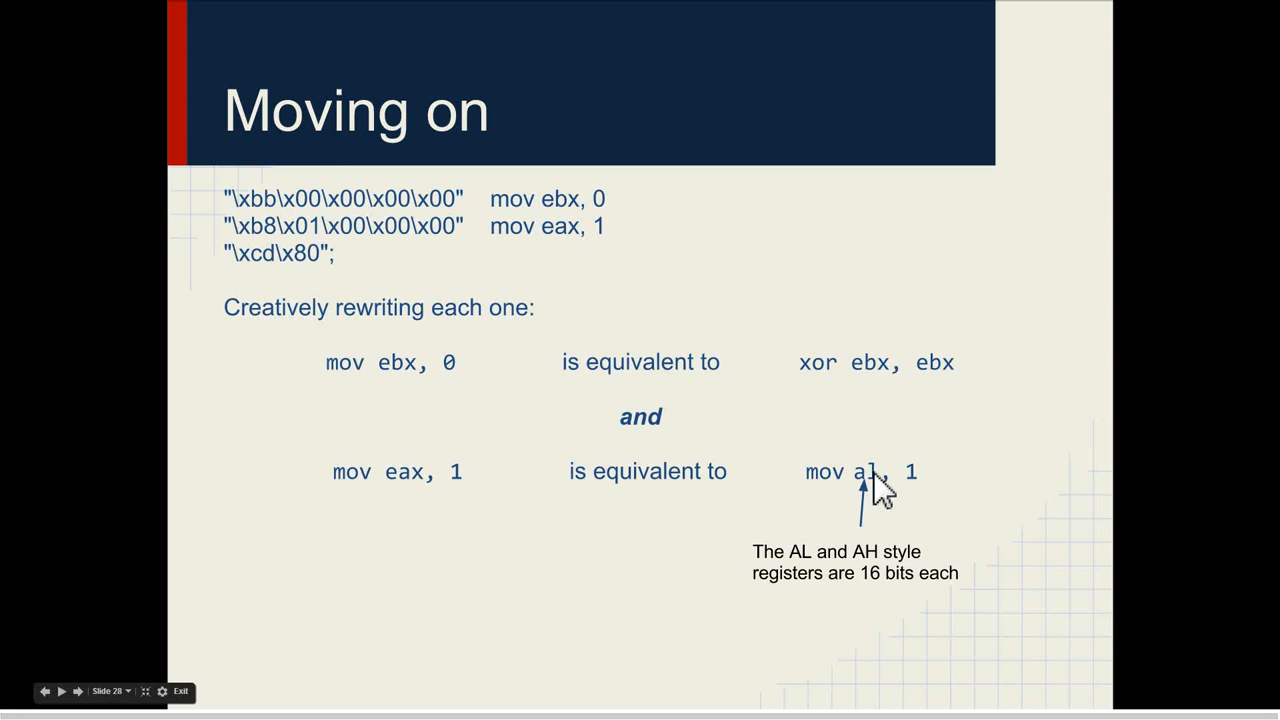 Moving on
"\xbb\x00\x00\x00\x00" mov ebx, 0
"\xb8\x01\x00\x00\x00" mov eax, 1
"\xcd\x80";
Creatively rewriting each one:
mov ebx, 0 is equivalent to xor ebx, ebx
and
mov eax, 1 is equivalent to mov al, 1
The AL and AH style
registers are 16 bits each
Slide 28 Exit